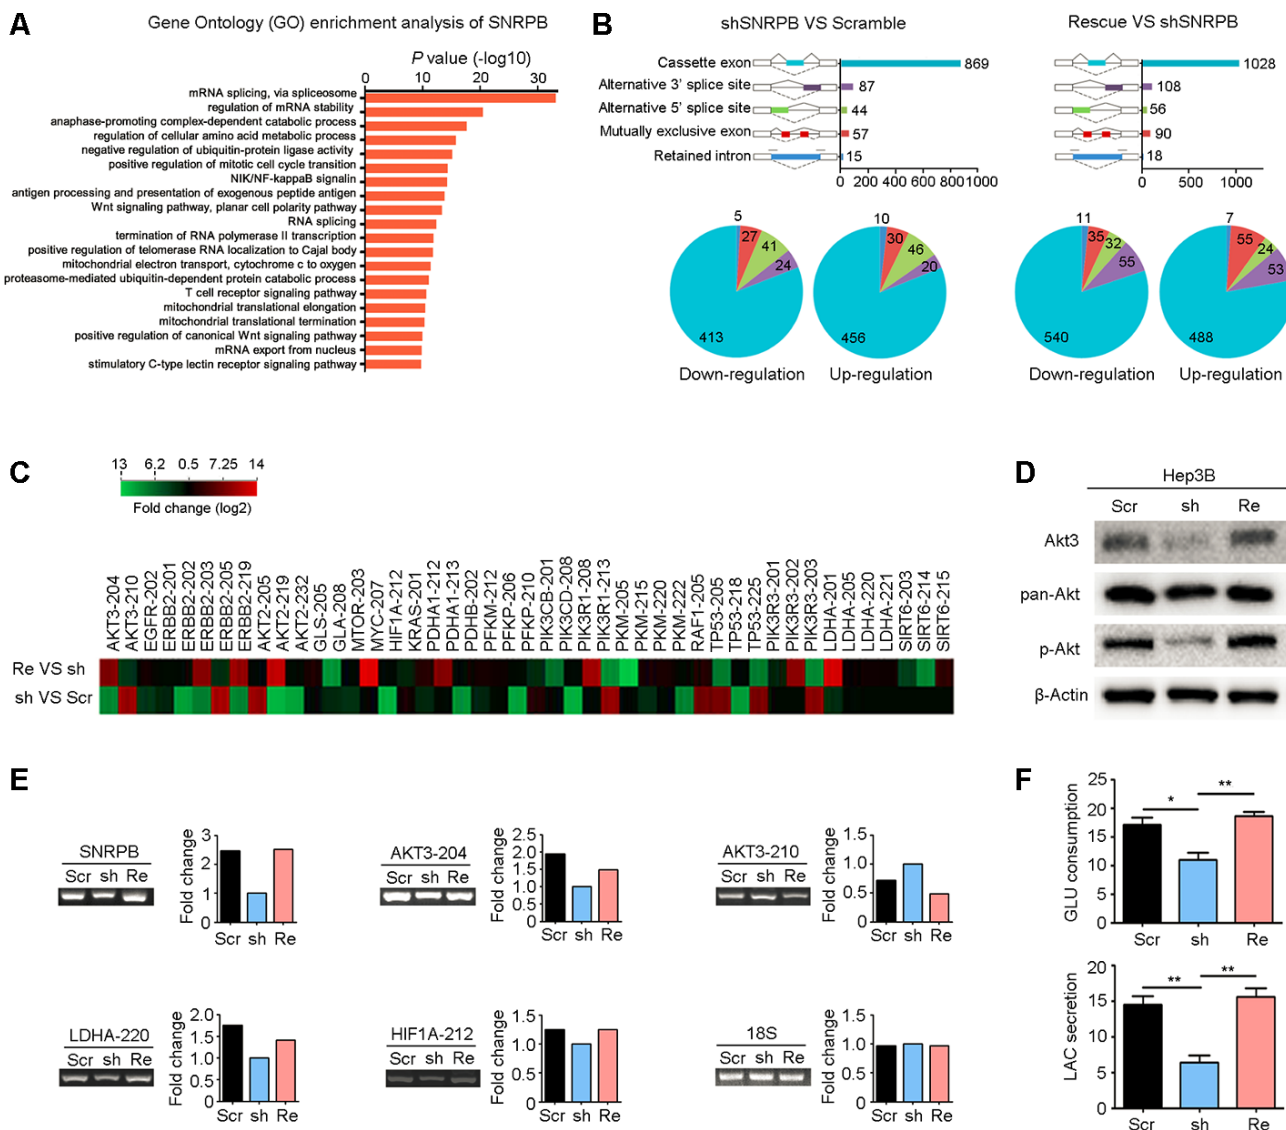 A
Gene Ontology (GO) enrichment analysis of SNRPB
P value (-log10)
0 10 20 30
mRNA splicing, via spliceosome
regulation of mRNA stability
anaphase-promoting complex-dependent catabolic process
regulation of cellular amino acid metabolic process
negative regulation of ubiquitin-protein ligase activity
positive regulation of mitotic cell cycle transition
NIK/NF-kappaB signalin
antigen processing and presentation of exogenous peptide antigen
Wnt signaling pathway, planar cell polarity pathway
RNA splicing
termination of RNA polymerase II transcription
positive regulation of telomerase RNA localization to Cajal body
mitochondrial electron transport, cytochrome c to oxygen
proteasome-mediated ubiquitin-dependent protein catabolic process
T cell receptor signaling pathway
mitochondrial translational elongation
mitochondrial translational termination
positive regulation of canonical Wnt signaling pathway
mRNA export from nucleus
stimulatory C-type lectin receptor signaling pathway
B
shSNRPB VS Scramble
Cassette exon 869
Alternative 3' splice site 87
Alternative 5' splice site 44
Mutually exclusive exon 57
Retained intron 15
0 200 400 600 800 1000
Rescue VS shSNRPB
1028
108
56
90
18
0 500 1000
5 27 41 24 413
Down-regulation
10 30 46 20 456
Up-regulation
11 35 32 55 540
Down-regulation
7 55 24 53 488
Up-regulation
C
13 6.2 0.5 7.25 14
Fold change (log2)
AKT3-204
AKT3-210
EGFR-202
ERBB2-201
ERBB2-202
ERBB2-203
ERBB2-205
ERBB2-219
AKT2-205
AKT2-219
AKT2-232
GLS-205
GLA-208
MTOR-203
MYC-207
HIF1A-212
KRAS-201
PDHA1-212
PDHA1-213
PDHB-202
PFKM-212
PFKP-206
PFKP-210
PIK3CB-201
PIK3CD-208
PIK3R1-208
PIK3R1-213
PKM-205
PKM-215
PKM-220
PKM-222
RAF1-205
TP53-205
TP53-218
TP53-225
PIK3R3-201
PIK3R3-202
PIK3R3-203
LDHA-201
LDHA-205
LDHA-220
LDHA-221
SIRT6-203
SIRT6-214
SIRT6-215
Re VS sh
sh VS Scr
D
Hep3B
Scr sh Re
Akt3
pan-Akt
p-Akt
β-Actin
E
SNRPB
Scr sh Re
Fold change
3
2
1
0
Scr sh Re
AKT3-204
Scr sh Re
Fold change
2.5
2.0
1.5
1.0
0.5
0
Scr sh Re
AKT3-210
Scr sh Re
Fold change
1.5
1.0
0.5
0
Scr sh Re
LDHA-220
Scr sh Re
Fold change
2.0
1.5
1.0
0.5
0
Scr sh Re
HIF1A-212
Scr sh Re
Fold change
1.5
1.0
0.5
0
Scr sh Re
18S
Scr sh Re
Fold change
1.5
1.0
0.5
0
Scr sh Re
F
GLU consumption
25
20
15
10
5
0
* **
Scr sh Re
LAC secretion
20
15
10
5
0
** **
Scr sh Re